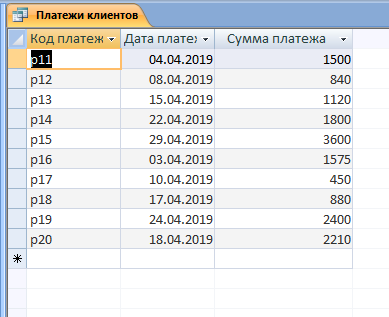 Платежи клиентов
Код платеж Дата платеж Сумма платежа
p11 04.04.2019 1500
p12 08.04.2019 840
p13 15.04.2019 1120
p14 22.04.2019 1800
p15 29.04.2019 3600
p16 03.04.2019 1575
p17 10.04.2019 450
p18 17.04.2019 880
p19 24.04.2019 2400
p20 18.04.2019 2210